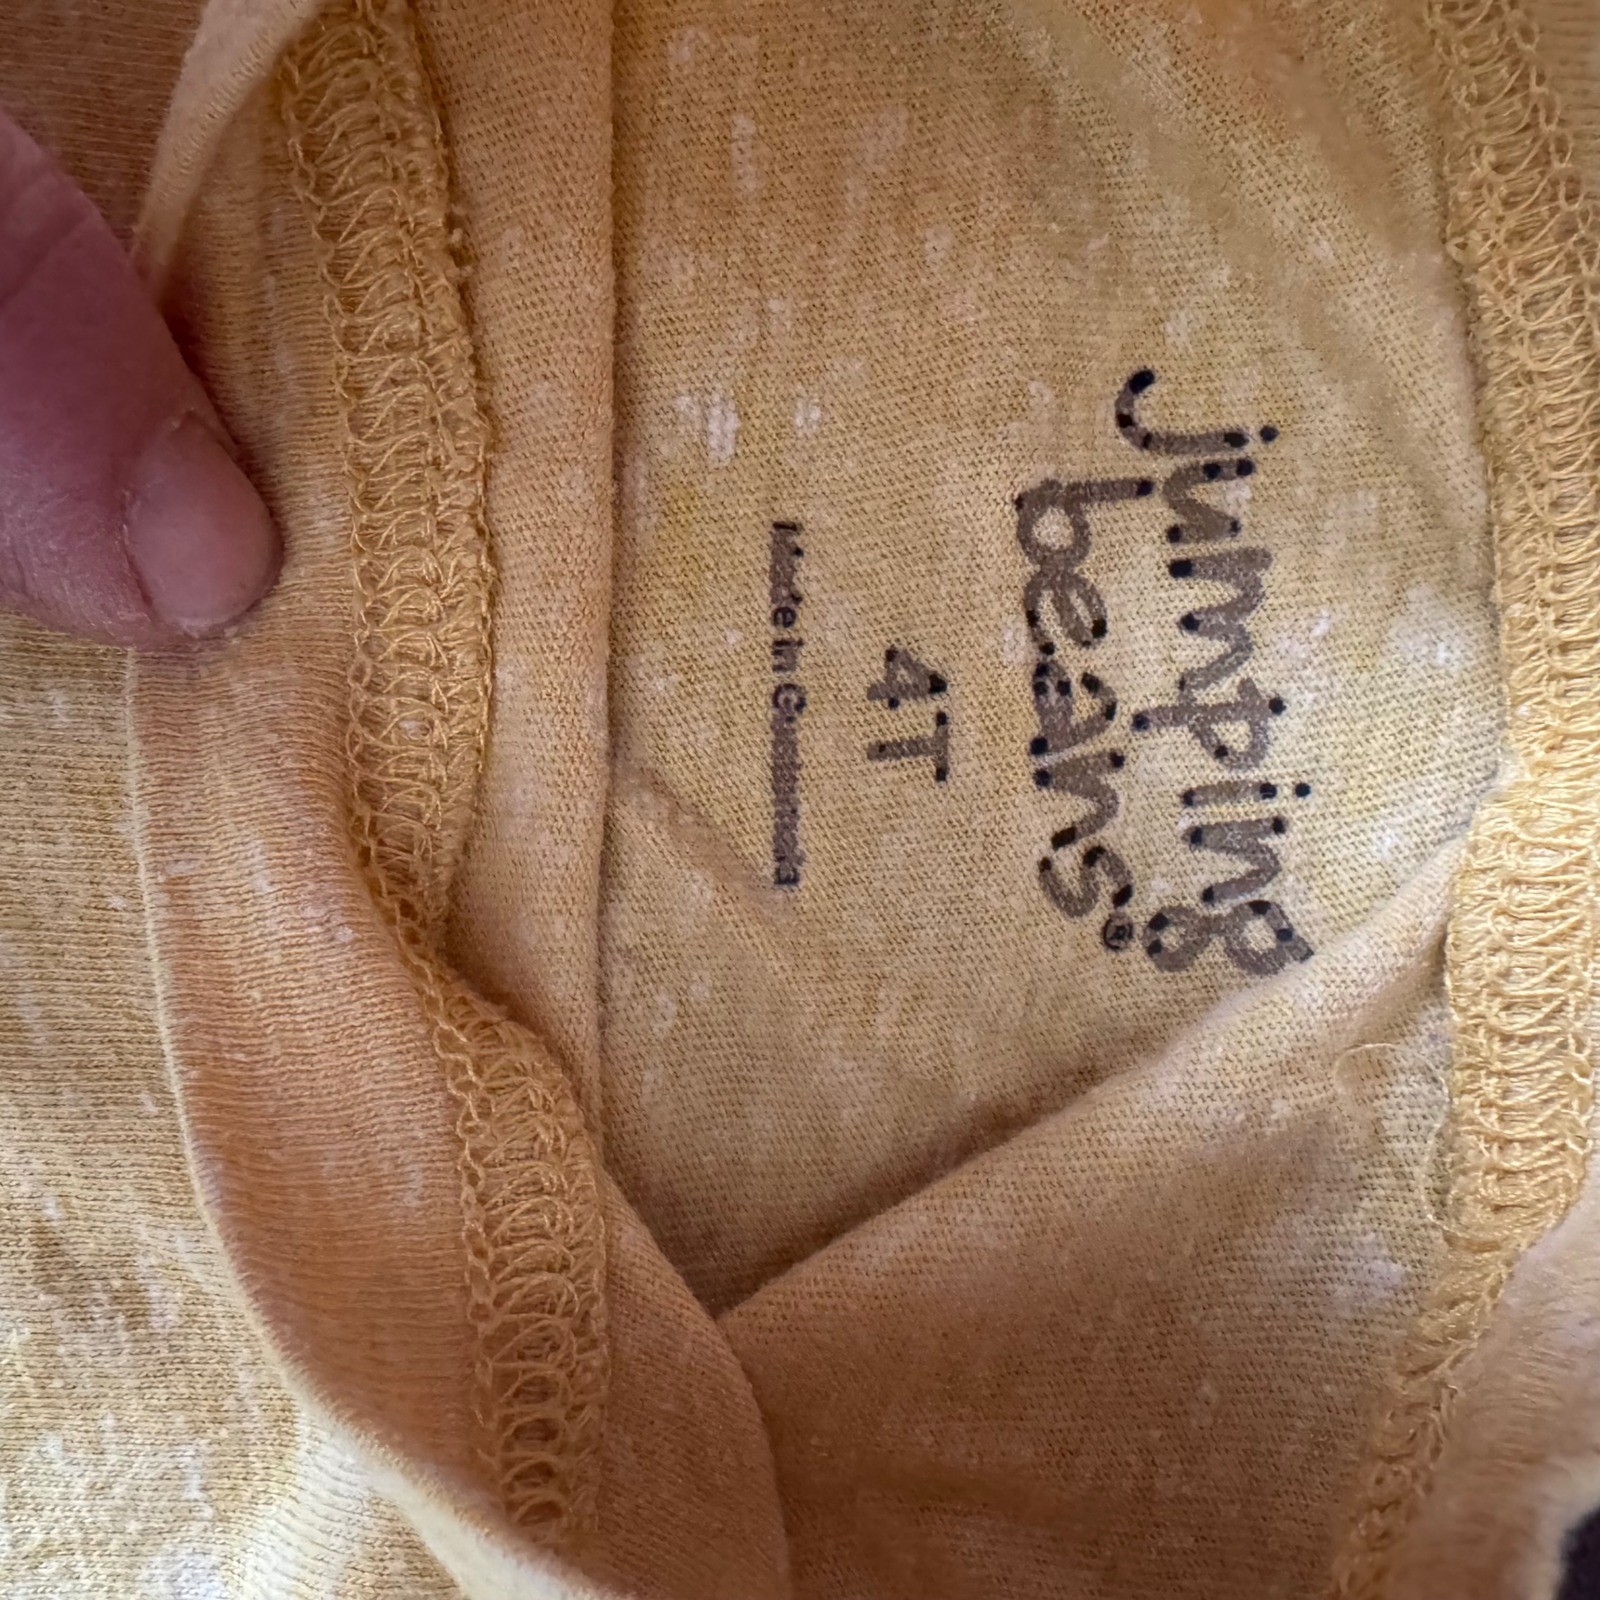 jumping
beans®
4T
Made in Guatemala